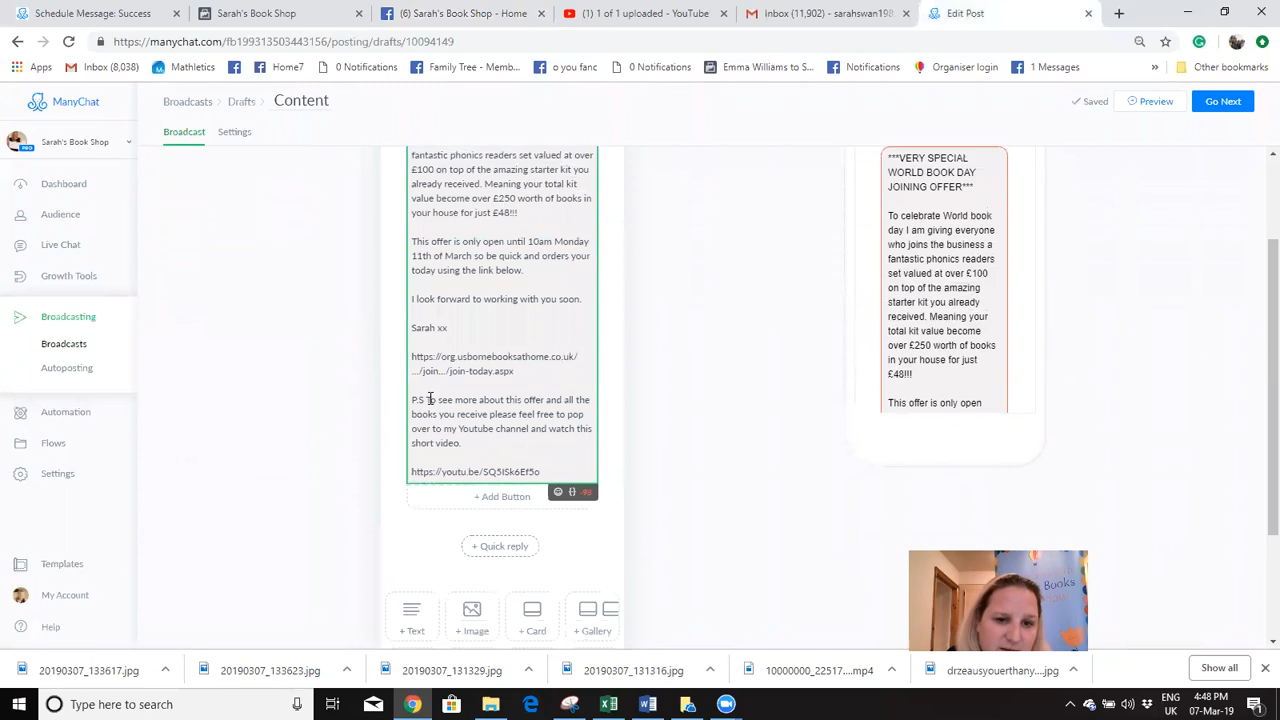 Schedule Message: Success
Sarah's Book Shop
(6) Sarah's Book Shop - Home
(1) 1 of 1 uploaded - YouTube
Inbox (11,902) - sarahswan198
Edit Post
https://manychat.com/fb199313503443156/posting/drafts/10094149
Apps
Inbox (8,038)
Mathletics
0 Notifications
Home7
Family Tree - Memb...
o you fanc
0 Notifications
Emma Williams to S
Notifications
Organiser login
1 Messages
»
Other bookmarks
ManyChat
Broadcasts
Drafts
Content
Saved
Preview
Go Next
Sarah's Book Shop
PRO
Broadcast
Settings
Dashboard
Audience
Live Chat
Growth Tools
Broadcasting
Broadcasts
Autoposting
Automation
Flows
Settings
Templates
My Account
Help
fantastic phonics readers set valued at over
£100 on top of the amazing starter kit you
already received. Meaning your total kit
value become over £250 worth of books in
your house for just £48!!!
This offer is only open until 10am Monday
11th of March so be quick and orders your
today using the link below.
I look forward to working with you soon.
Sarah xx
https://org.usbornebooksathome.co.uk/
.../join.../join-today.aspx
P.S To see more about this offer and all the
books you receive please feel free to pop
over to my Youtube channel and watch this
short video.
https://youtu.be/SQ5ISk6Ef5o
-93
+ Add Button
+ Quick reply
+ Text
+ Image
+ Card
+ Gallery
***VERY SPECIAL
WORLD BOOK DAY
JOINING OFFER***
To celebrate World book
day I am giving everyone
who joins the business a
fantastic phonics readers
set valued at over £100
on top of the amazing
starter kit you already
received. Meaning your
total kit value become
over £250 worth of books
in your house for just
£48!!!
This offer is only open
Books
20190307_133617.jpg
20190307_133623.jpg
20190307_131329.jpg
20190307_131316.jpg
10000000_22517....mp4
drzeausyouerthany....jpg
Show all
Type here to search
ENG
UK
4:48 PM
07-Mar-19